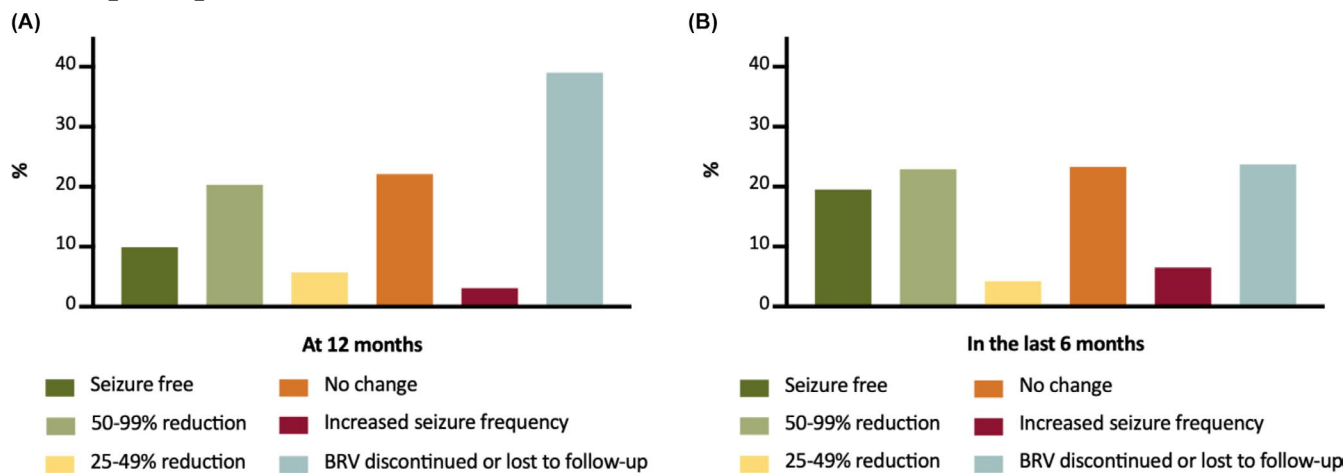 (A)
40
30
20
10
0
%
At 12 months
Seizure free
No change
50-99% reduction
Increased seizure frequency
25-49% reduction
BRV discontinued or lost to follow-up
(B)
40
30
20
10
0
%
In the last 6 months
Seizure free
No change
50-99% reduction
Increased seizure frequency
25-49% reduction
BRV discontinued or lost to follow-up